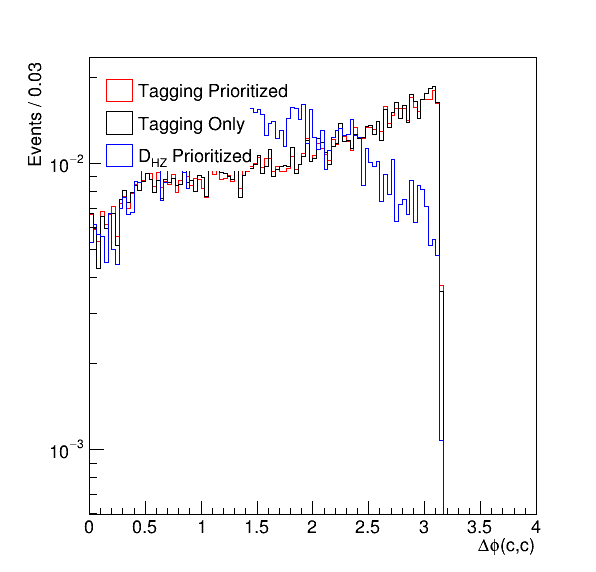 Events / 0.03
Tagging Prioritized
Tagging Only
D_HZ Prioritized
10^−2
10^−3
0 0.5 1 1.5 2 2.5 3 3.5 4
Δϕ(c,c)